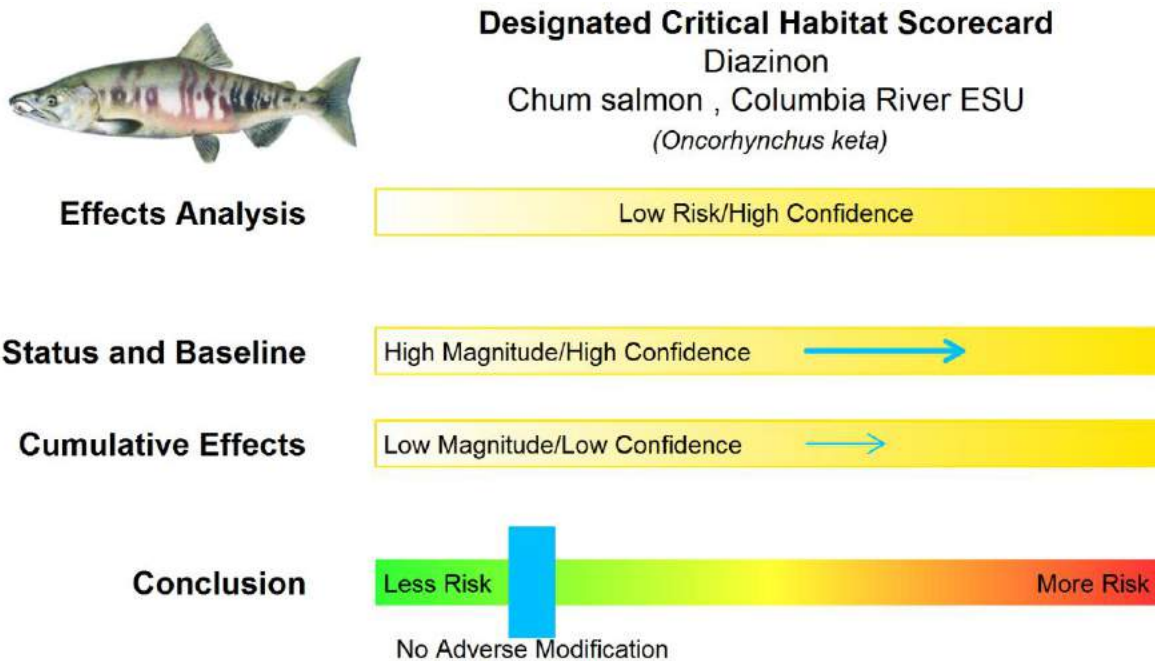 Designated Critical Habitat Scorecard
Diazinon
Chum salmon , Columbia River ESU
(Oncorhynchus keta)
Effects Analysis
Low Risk/High Confidence
Status and Baseline
High Magnitude/High Confidence
Cumulative Effects
Low Magnitude/Low Confidence
Conclusion
Less Risk
More Risk
No Adverse Modification